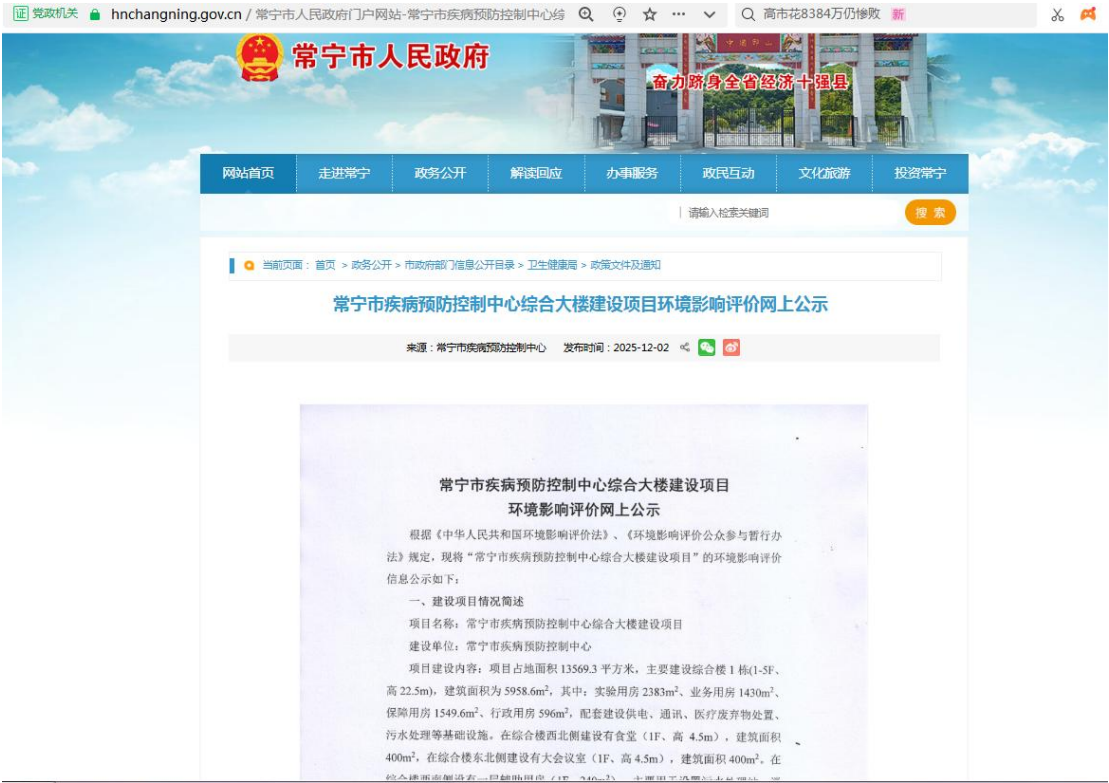 证 党政机关 hnchangning.gov.cn / 常宁市人民政府门户网站-常宁市疾病预防控制中心综 高市花8384万仍惨败 新
常宁市人民政府
奋力跻身全省经济十强县
网站首页 走进常宁 政务公开 解读回应 办事服务 政民互动 文化旅游 投资常宁
请输入检索关键词 搜 索
当前页面： 首页 > 政务公开 > 市政府部门信息公开目录 > 卫生健康局 > 政策文件及通知
常宁市疾病预防控制中心综合大楼建设项目环境影响评价网上公示
来源：常宁市疾病预防控制中心 发布时间：2025-12-02
常宁市疾病预防控制中心综合大楼建设项目
环境影响评价网上公示
根据《中华人民共和国环境影响评价法》、《环境影响评价公众参与暂行办
法》规定，现将“常宁市疾病预防控制中心综合大楼建设项目”的环境影响评价
信息公示如下：
一、建设项目情况简述
项目名称：常宁市疾病预防控制中心综合大楼建设项目
建设单位：常宁市疾病预防控制中心
项目建设内容：项目占地面积 13569.3 平方米，主要建设综合楼 1 栋(1-5F、
高 22.5m)，建筑面积为 5958.6m²，其中：实验用房 2383m²、业务用房 1430m²、
保障用房 1549.6m²、行政用房 596m²，配套建设供电、通讯、医疗废弃物处置、
污水处理等基础设施。在综合楼西北侧建设有食堂（1F、高 4.5m），建筑面积
400m²，在综合楼东北侧建设有大会议室（1F、高 4.5m），建筑面积 400m²。在